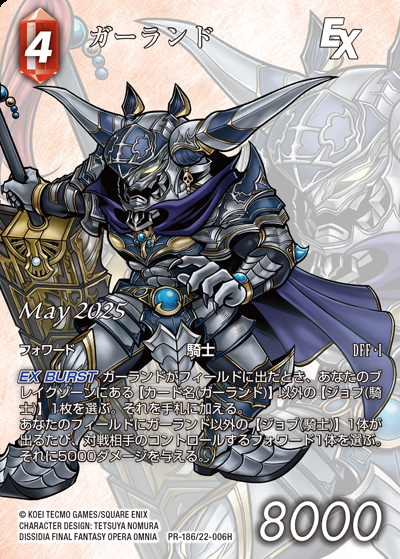 4
ガーランド
EX
May 2025
フォワード 騎士 DFF・I
EX BURST ガーランドがフィールドに出たとき、あなたのブ
レイクゾーンにある【カード名(ガーランド)】以外の【ジョブ(騎
士)】1枚を選ぶ。それを手札に加える。
あなたのフィールドにガーランド以外の【ジョブ(騎士)】1体が
出るたび、対戦相手のコントロールするフォワード1体を選ぶ。
それに5000ダメージを与える。
© KOEI TECMO GAMES/SQUARE ENIX
CHARACTER DESIGN: TETSUYA NOMURA
DISSIDIA FINAL FANTASY OPERA OMNIA PR-186/22-006H
8000